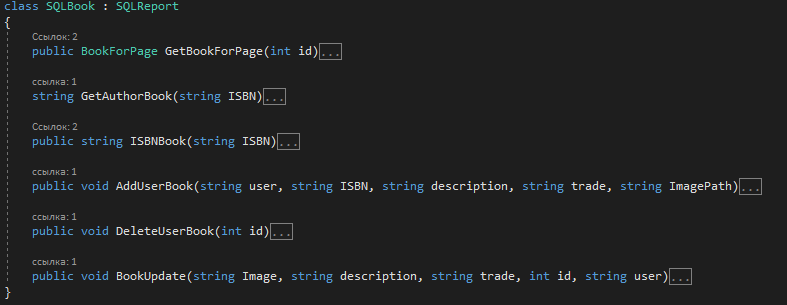 class SQLBook : SQLReport
{
Ссылок: 2
public BookForPage GetBookForPage(int id)...
ссылка: 1
string GetAuthorBook(string ISBN)...
Ссылок: 2
public string ISBNBook(string ISBN)...
ссылка: 1
public void AddUserBook(string user, string ISBN, string description, string trade, string ImagePath)...
ссылка: 1
public void DeleteUserBook(int id)...
ссылка: 1
public void BookUpdate(string Image, string description, string trade, int id, string user)...
}